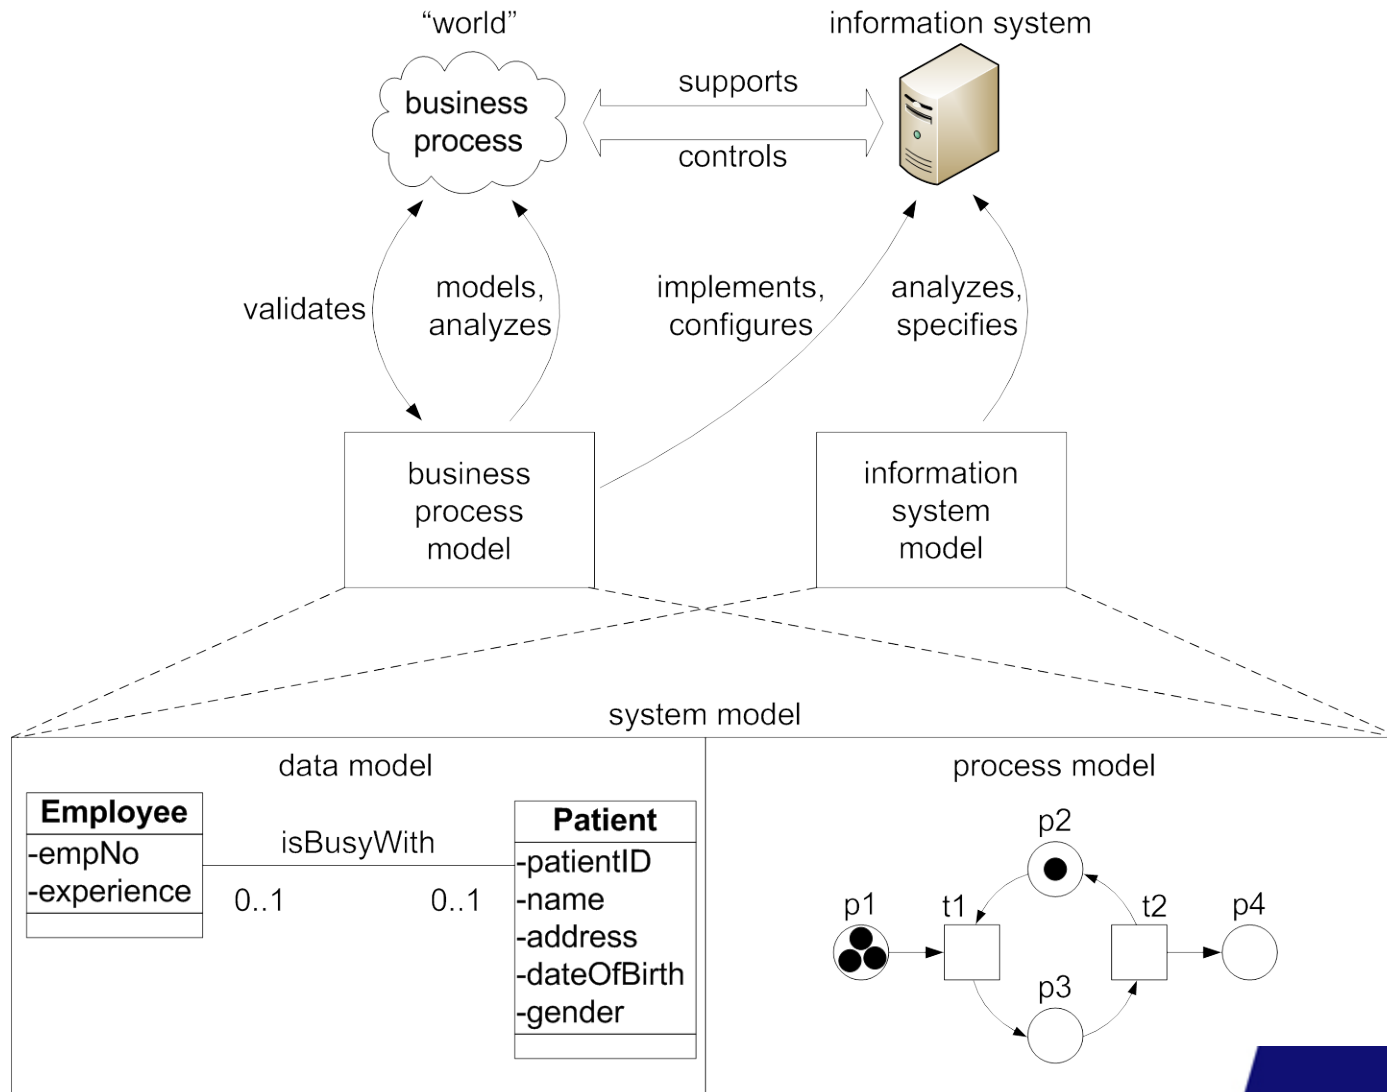 “world”
information system
business
process
supports
controls
validates
models,
analyzes
implements,
configures
analyzes,
specifies
business
process
model
information
system
model
system model
data model
Employee
-empNo
-experience
isBusyWith
0..1
0..1
Patient
-patientID
-name
-address
-dateOfBirth
-gender
process model
p2
p1
t1
t2
p4
p3